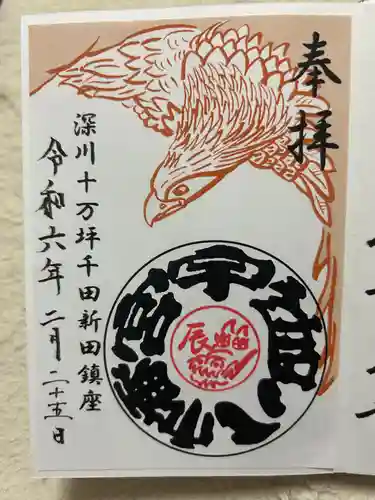 奉拝
宇迦八幡宮
辰
深川十万坪千田新田鎮座
令和六年二月二十五日